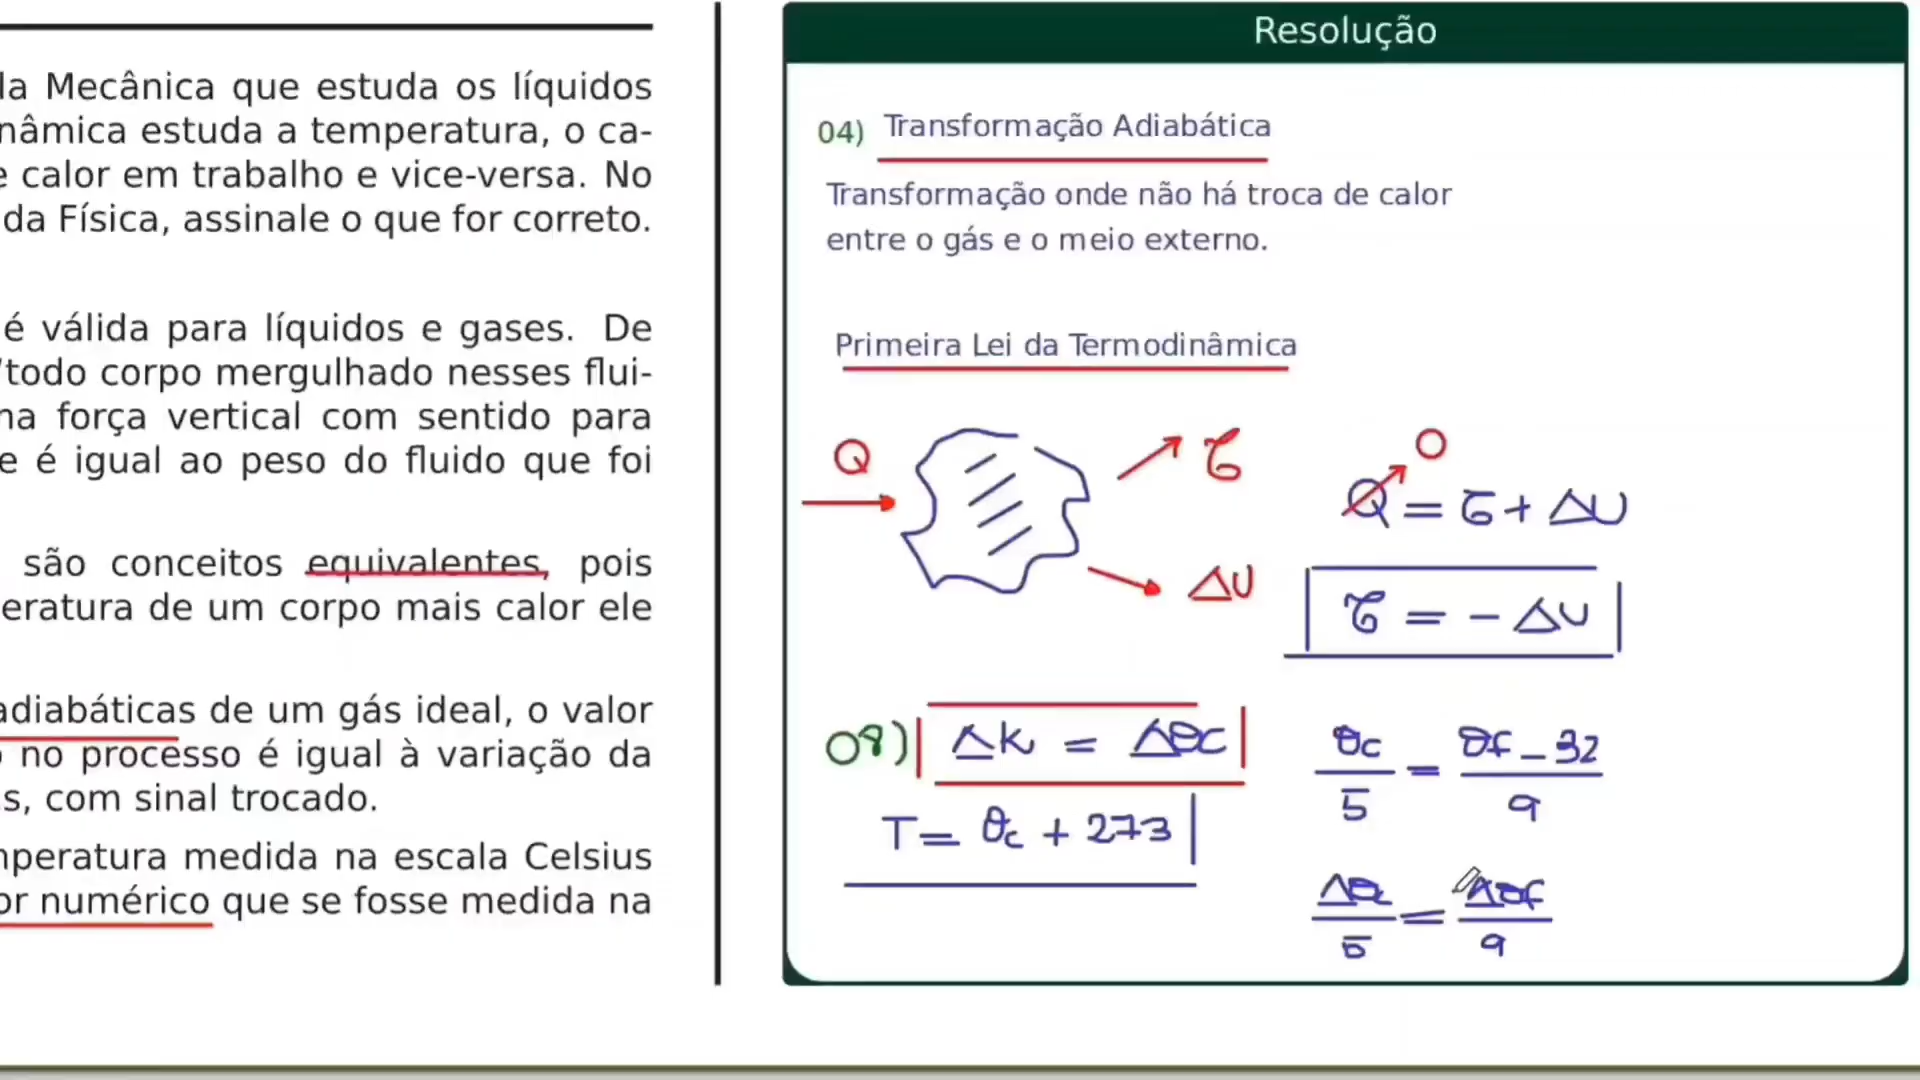 la Mecânica que estuda os líquidos
nâmica estuda a temperatura, o ca-
e calor em trabalho e vice-versa. No
da Física, assinale o que for correto.
é válida para líquidos e gases. De
"todo corpo mergulhado nesses flui-
ma força vertical com sentido para
e é igual ao peso do fluido que foi
são conceitos equivalentes, pois
eratura de um corpo mais calor ele
adiabáticas de um gás ideal, o valor
o no processo é igual à variação da
s, com sinal trocado.
mperatura medida na escala Celsius
or numérico que se fosse medida na
Resolução
04) Transformação Adiabática
Transformação onde não há troca de calor
entre o gás e o meio externo.
Primeira Lei da Termodinâmica
Q
𝒯
ΔU
0
Q = 𝒯 + ΔU
𝒯 = - ΔU
08) ΔK = Δθc
T = θc + 273
θc/5 = θf - 32/9
Δθc/5 = Δθf/9